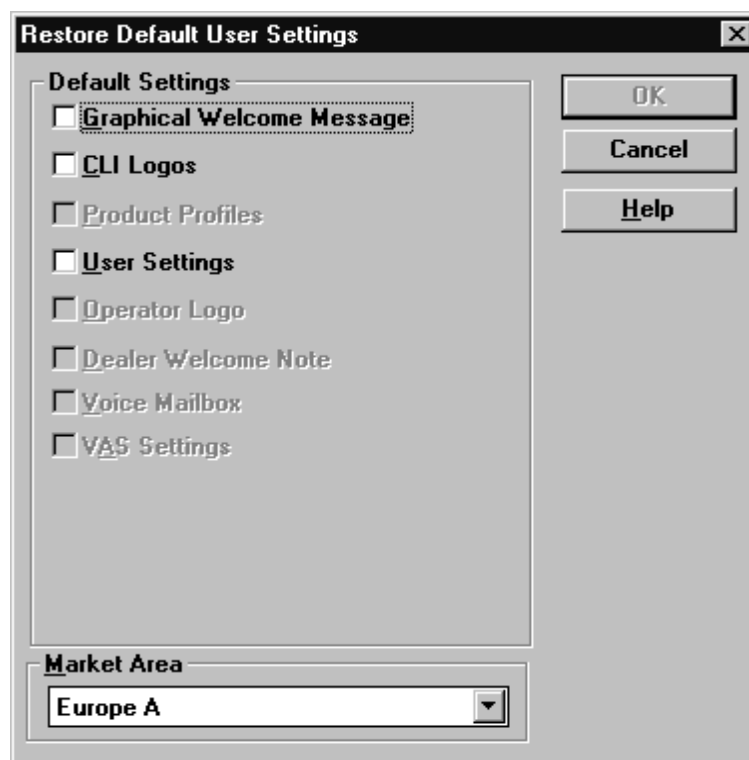 Restore Default User Settings
Default Settings
Graphical Welcome Message
CLI Logos
Product Profiles
User Settings
Operator Logo
Dealer Welcome Note
Voice Mailbox
VAS Settings
OK
Cancel
Help
Market Area
Europe A